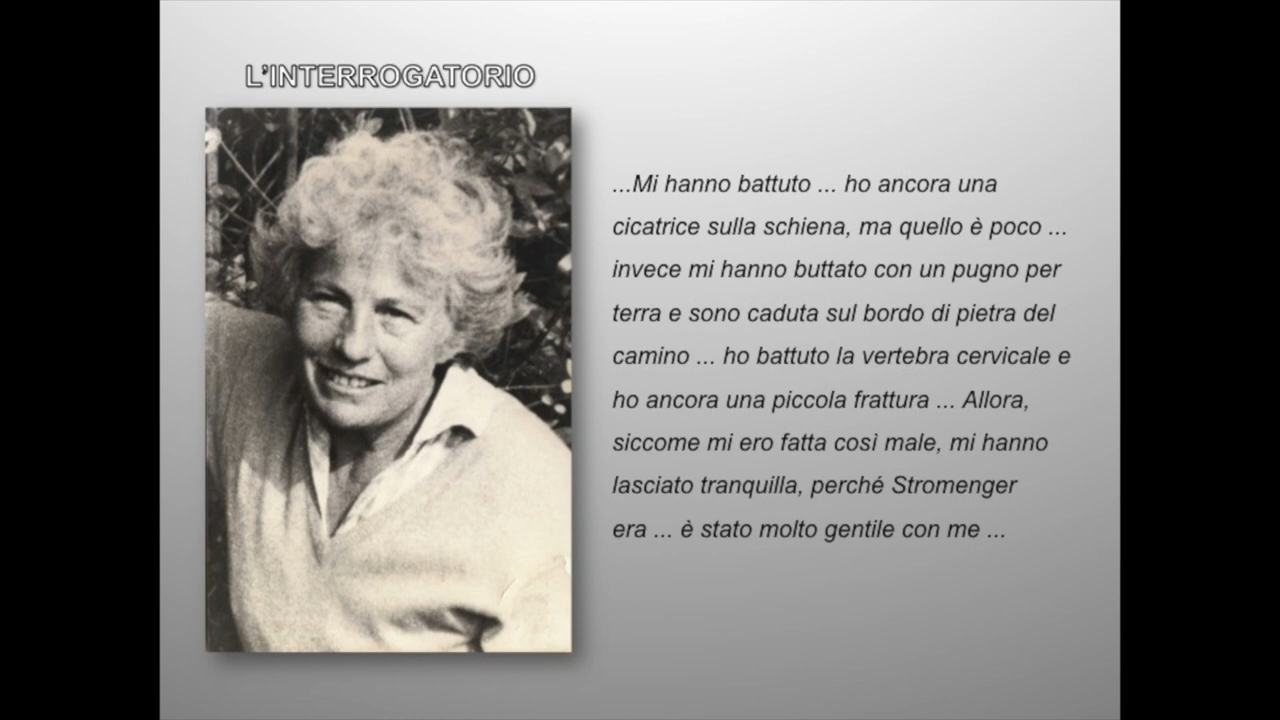 L'INTERROGATORIO
...Mi hanno battuto ... ho ancora una
cicatrice sulla schiena, ma quello è poco ...
invece mi hanno buttato con un pugno per
terra e sono caduta sul bordo di pietra del
camino ... ho battuto la vertebra cervicale e
ho ancora una piccola frattura ... Allora,
siccome mi ero fatta così male, mi hanno
lasciato tranquilla, perché Stromenger
era ... è stato molto gentile con me ...